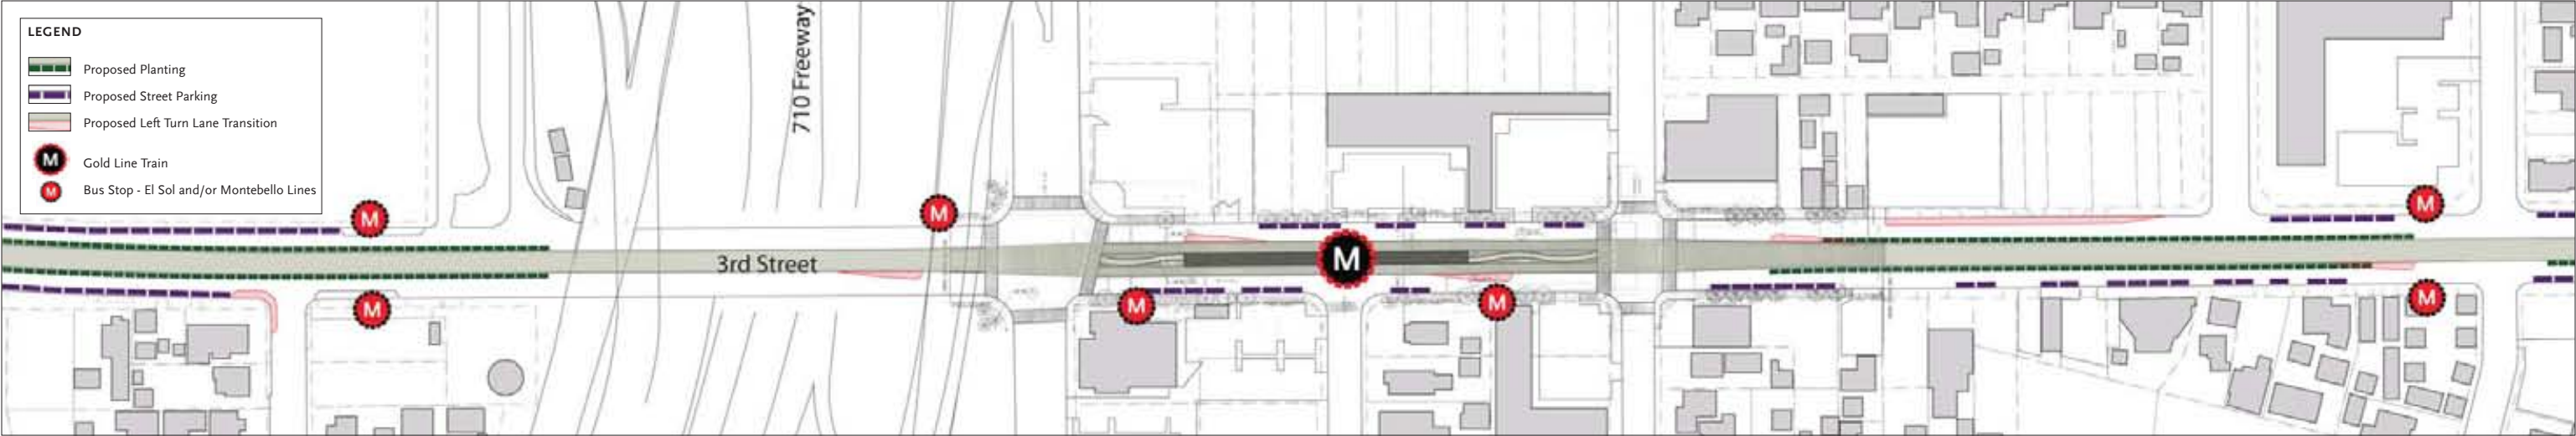 LEGEND
Proposed Planting
Proposed Street Parking
Proposed Left Turn Lane Transition
M Gold Line Train
M Bus Stop - El Sol and/or Montebello Lines
710 Freeway
M
M
M
3rd Street
M
M
M
M
M
M